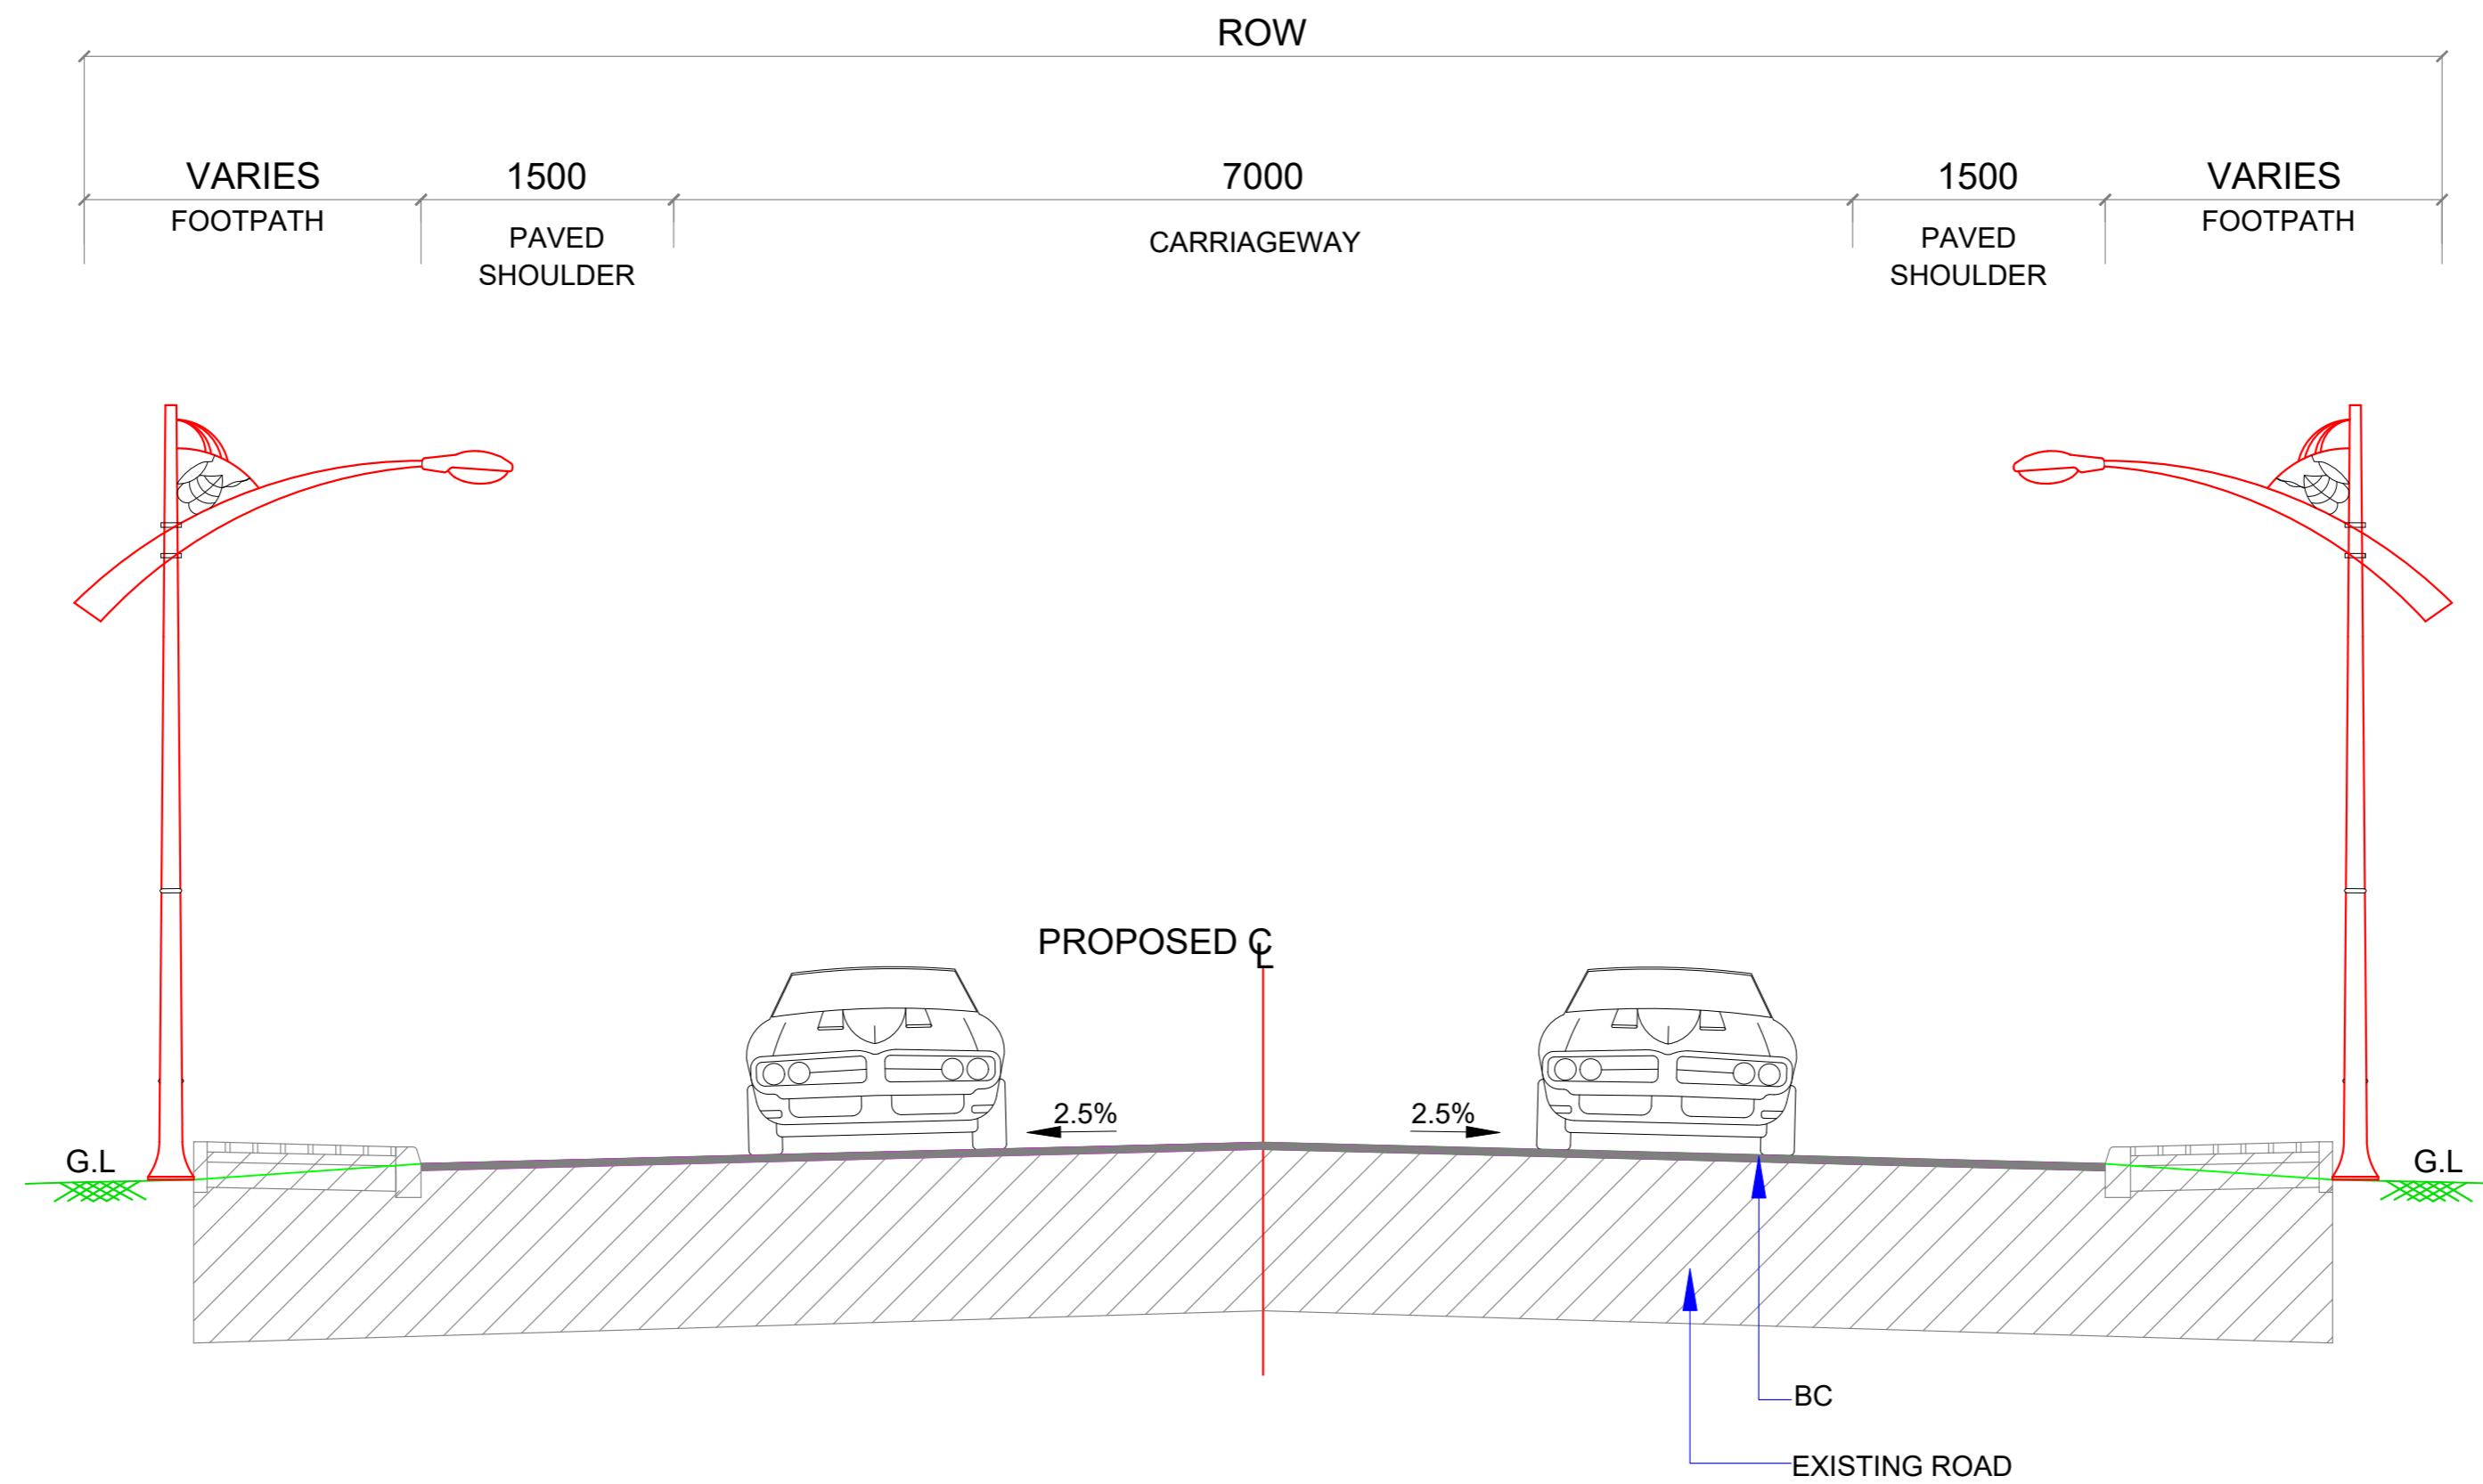 ROW
VARIES
1500
7000
1500
VARIES
FOOTPATH
PAVED
SHOULDER
CARRIAGEWAY
PAVED
SHOULDER
FOOTPATH
PROPOSED CL
2.5%
2.5%
G.L
G.L
BC
EXISTING ROAD